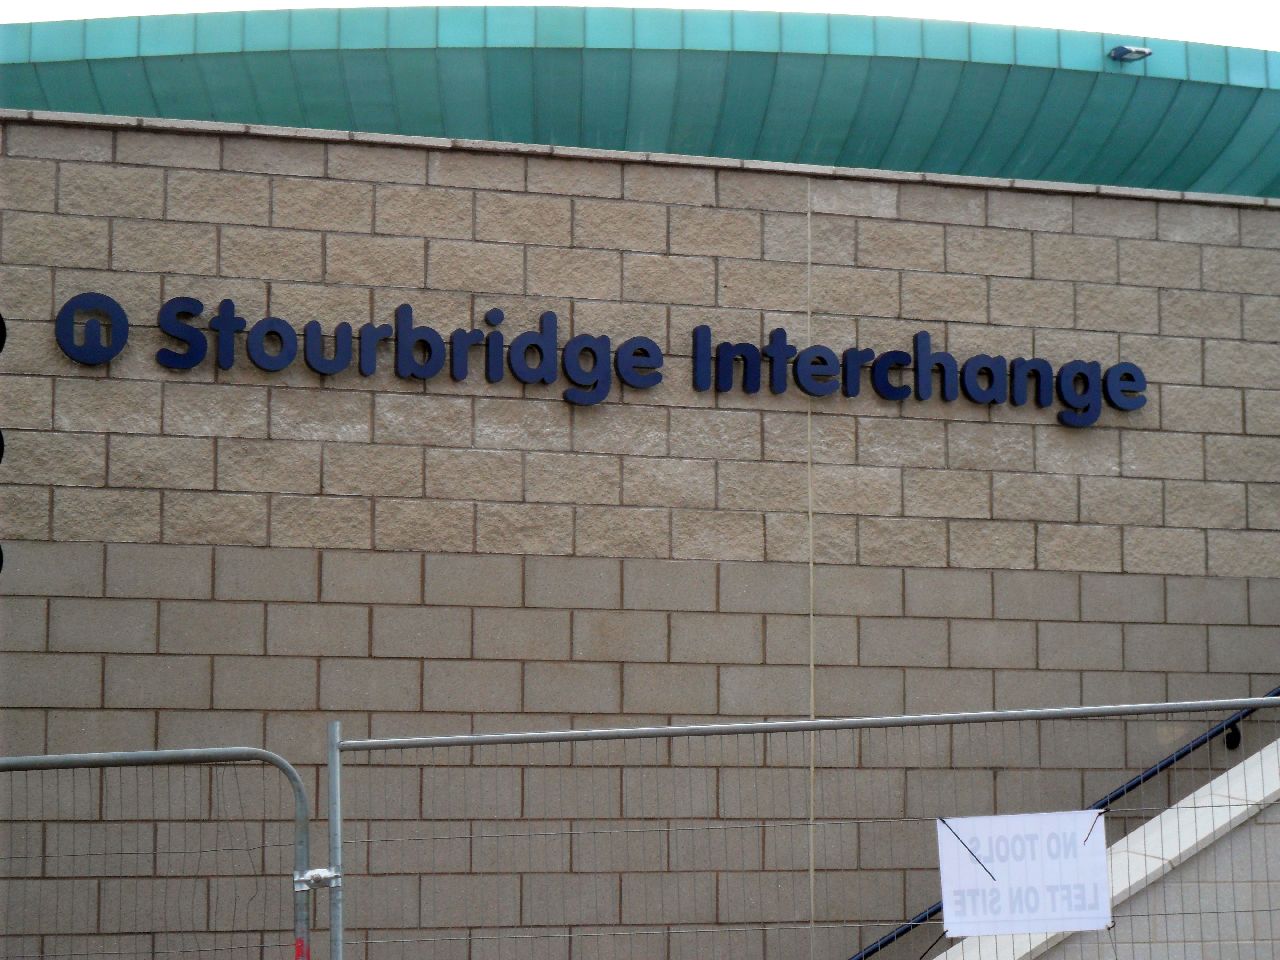 Stourbridge Interchange
NO TOOLS
LEFT ON SITE